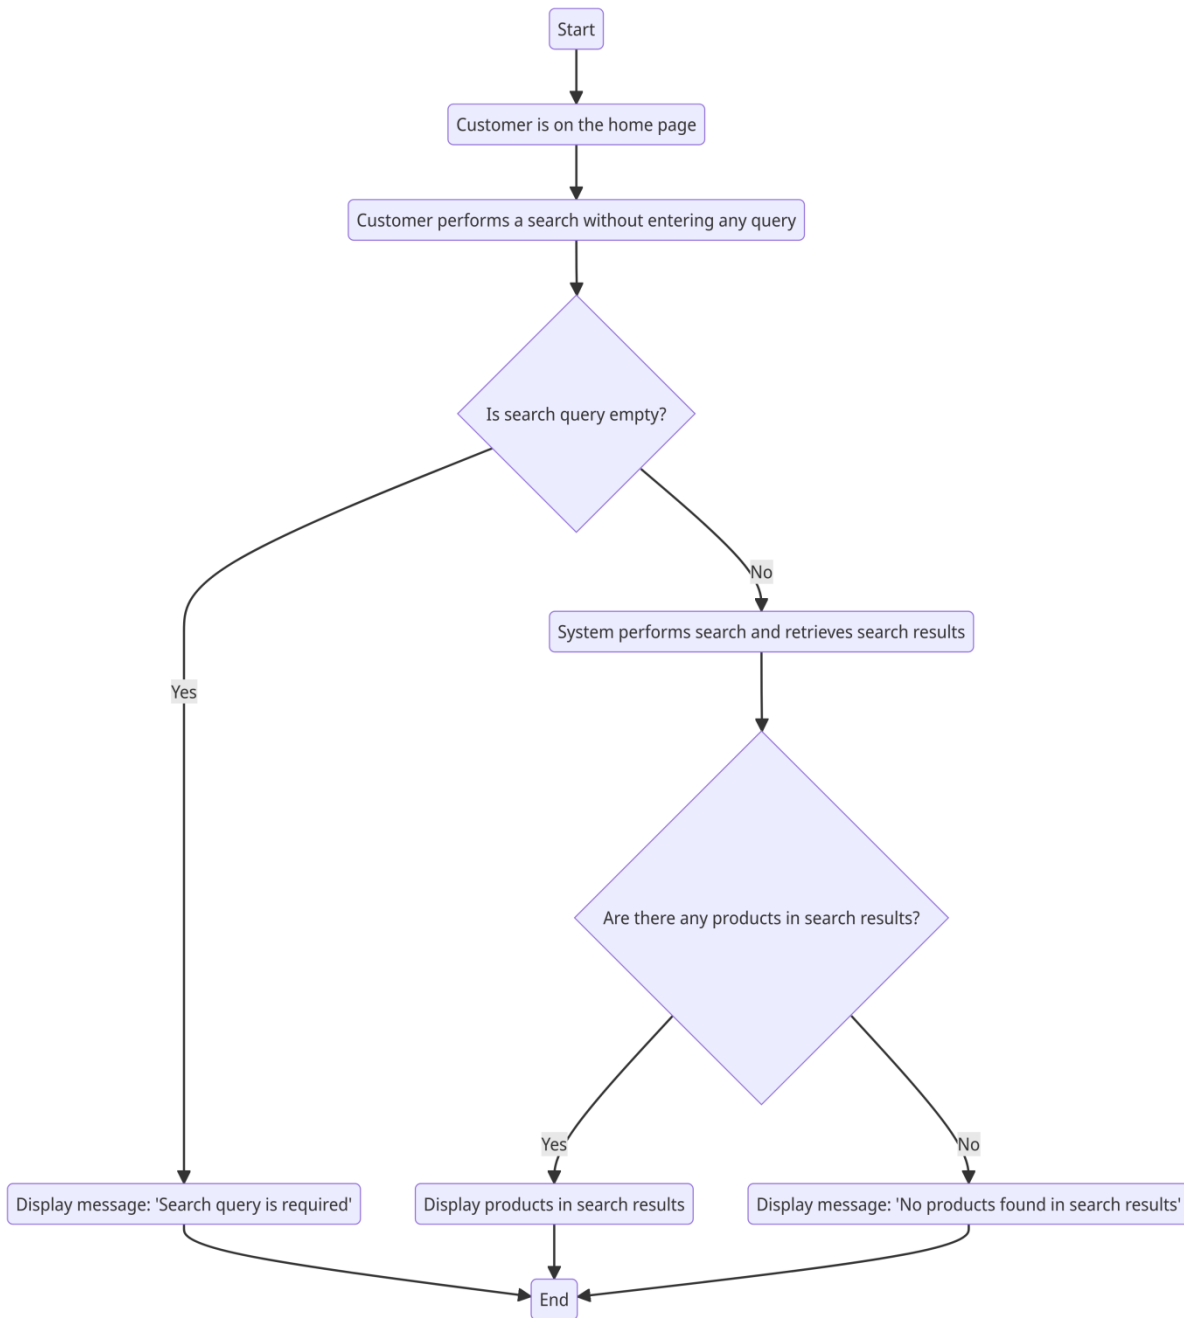 Start
Customer is on the home page
Customer performs a search without entering any query
Is search query empty?
No
System performs search and retrieves search results
Yes
Are there any products in search results?
Yes
No
Display message: 'Search query is required'
Display products in search results
Display message: 'No products found in search results'
End